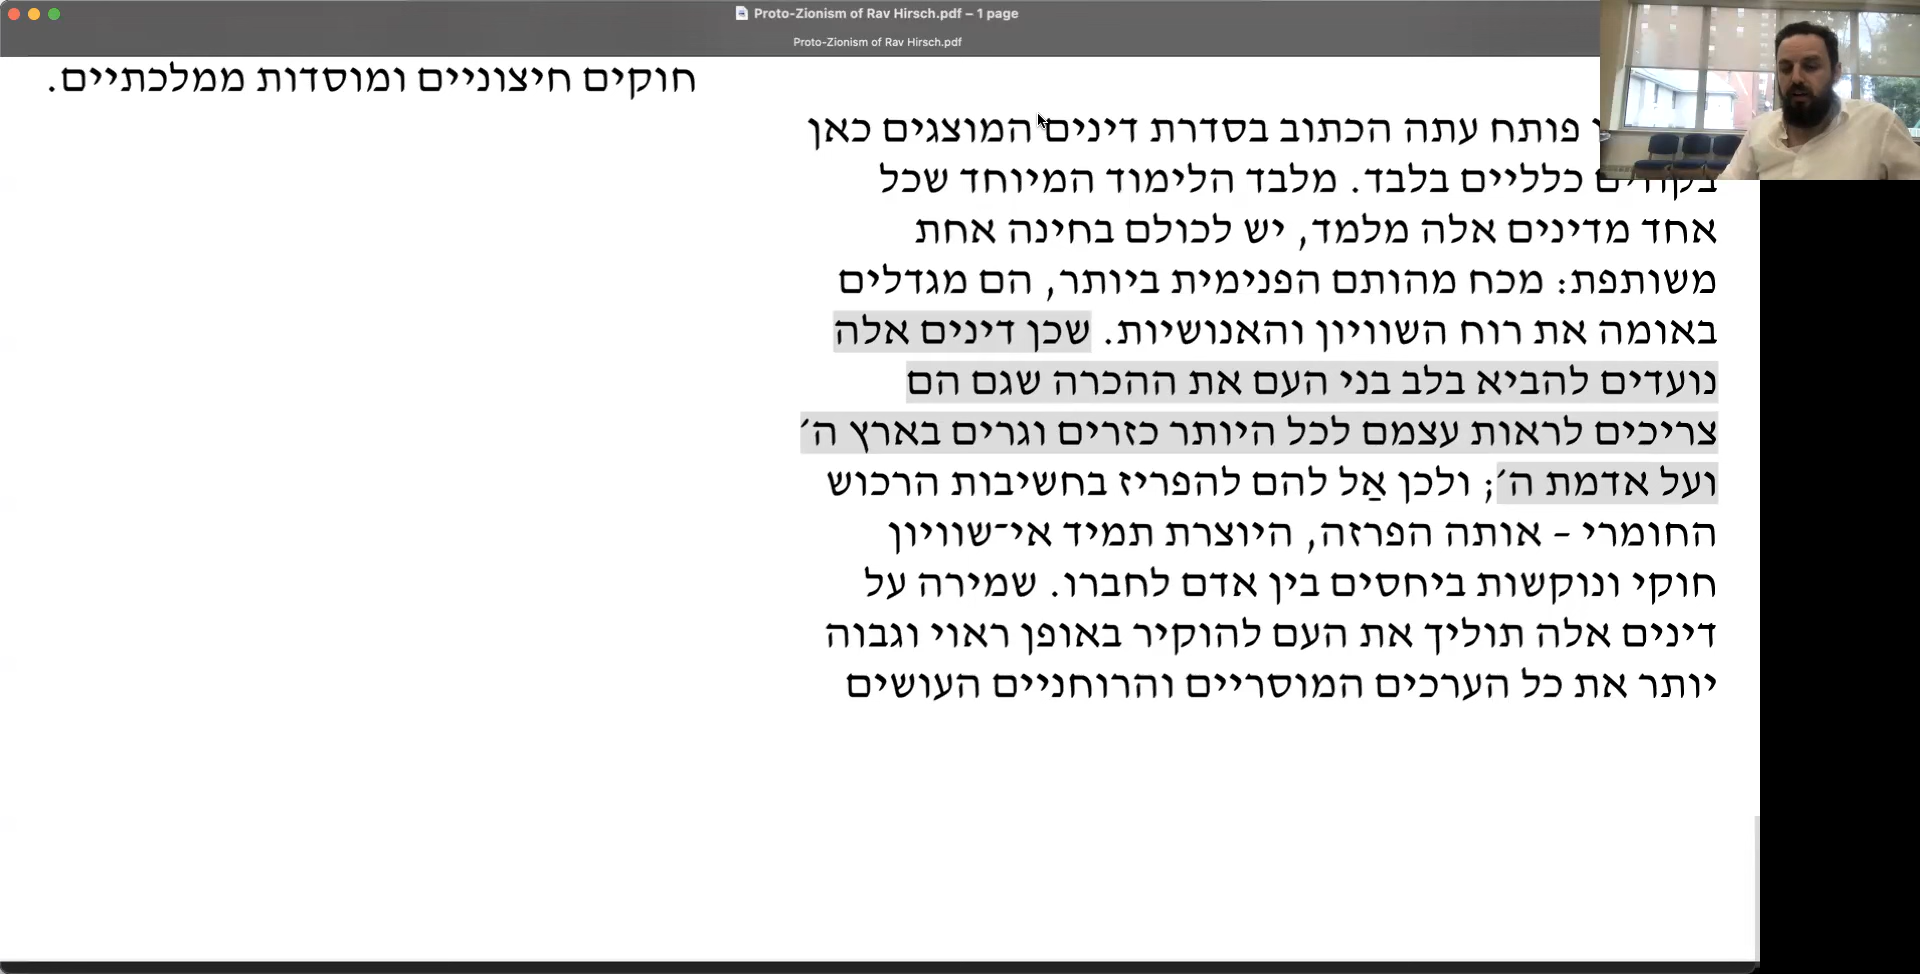 Proto-Zionism of Rav Hirsch.pdf – 1 page
Proto-Zionism of Rav Hirsch.pdf
חוקים חיצוניים ומוסדות ממלכתיים.
פותח עתה הכתוב בסדרת דינים המוצגים כאן
כלליים בלבד. מלבד הלימוד המיוחד שכל
אחד מדינים אלה מלמד, יש לכולם בחינה אחת
משותפת: מכח מהותם הפנימית ביותר, הם מגדלים
באומה את רוח השוויון והאנושיות. שכן דינים אלה
נועדים להביא בלב בני העם את ההכרה שגם הם
צריכים לראות עצמם לכל היותר כזרים וגרים בארץ ה׳
ועל אדמת ה׳; ולכן אַל להם להפריז בחשיבות הרכוש
החומרי – אותה הפרזה, היוצרת תמיד אי־שוויון
חוקי ונוקשות ביחסים בין אדם לחברו. שמירה על
דינים אלה תוליך את העם להוקיר באופן ראוי וגבוה
יותר את כל הערכים המוסריים והרוחניים העושים